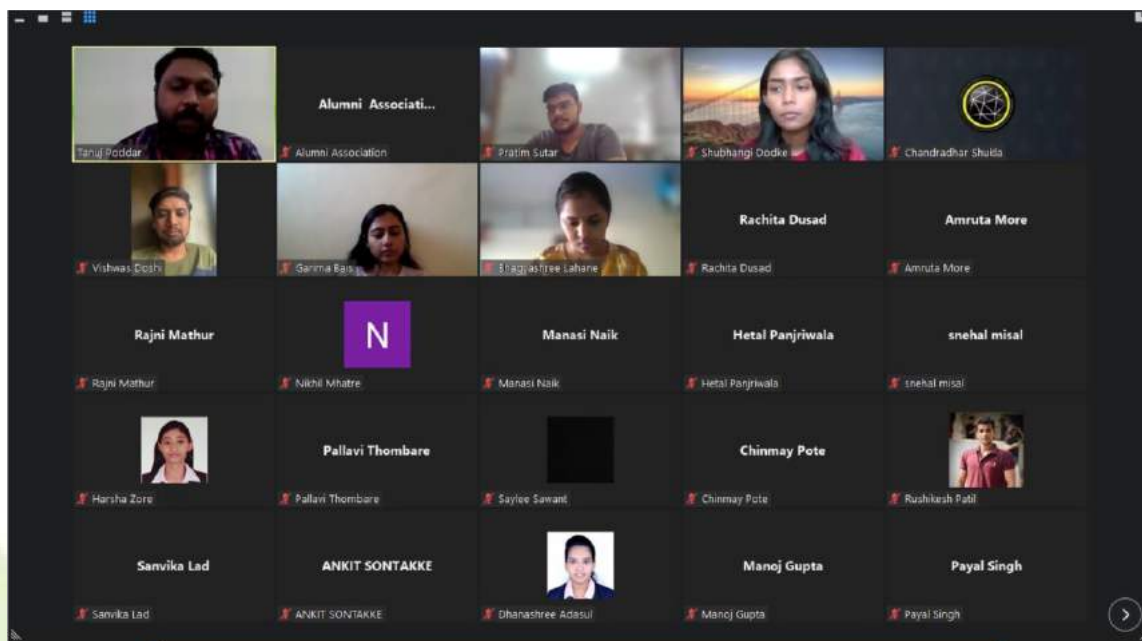 Tanuj Poddar
Alumni Associati...
Alumni Association
Pratim Sutar
Shubhangi Dodke
Chandradhar Shukla
Vishwas Doshi
Garima Bais
Bhagyashree Lahane
Rachita Dusad
Rachita Dusad
Amruta More
Amruta More
Rajni Mathur
Rajni Mathur
N
Nikhil Mhatre
Manasi Naik
Manasi Naik
Hetal Panjriwala
Hetal Panjriwala
snehal misal
snehal misal
Harsha Zore
Pallavi Thombare
Pallavi Thombare
Saylee Sawant
Chinmay Pote
Chinmay Pote
Rushikesh Patil
Sanvika Lad
Sanvika Lad
ANKIT SONTAKKE
ANKIT SONTAKKE
Dhanashree Adasul
Manoj Gupta
Manoj Gupta
Payal Singh
Payal Singh